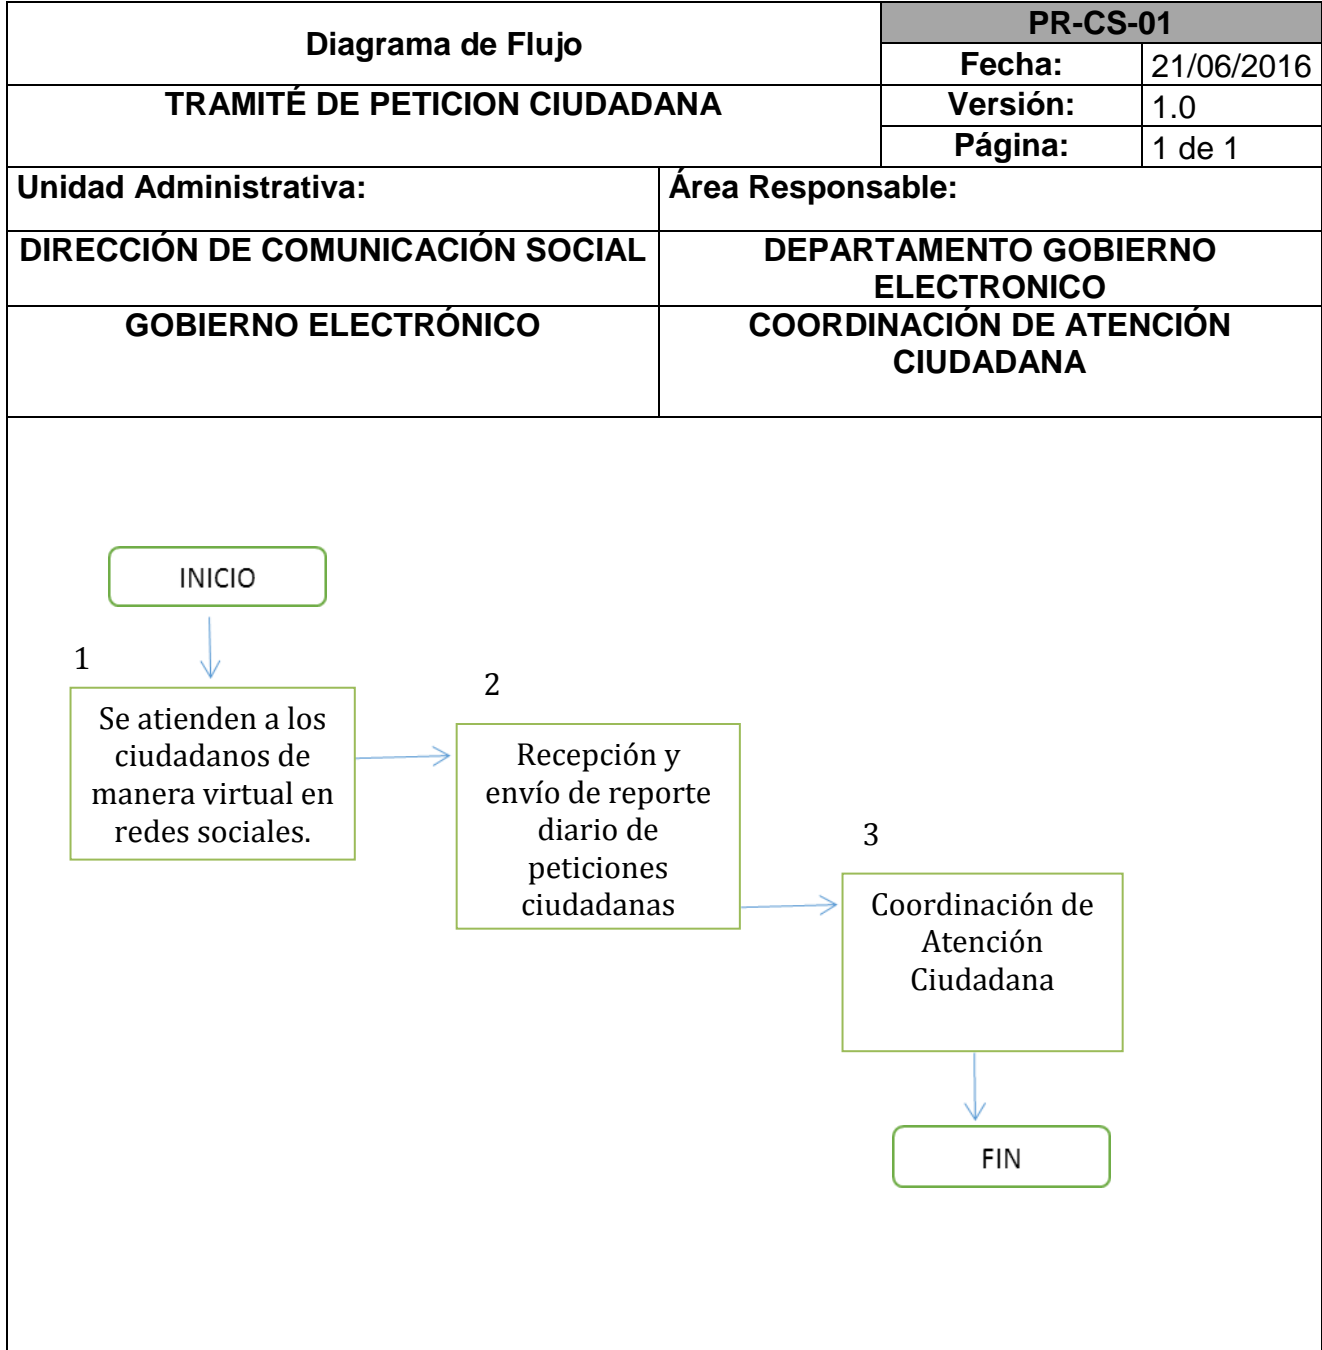 Diagrama de Flujo
PR-CS-01
Fecha: 21/06/2016
TRAMITÉ DE PETICION CIUDADANA
Versión: 1.0
Página: 1 de 1
Unidad Administrativa:
Área Responsable:
DIRECCIÓN DE COMUNICACIÓN SOCIAL
DEPARTAMENTO GOBIERNO
ELECTRONICO
GOBIERNO ELECTRÓNICO
COORDINACIÓN DE ATENCIÓN
CIUDADANA
INICIO
1
Se atienden a los
ciudadanos de
manera virtual en
redes sociales.
2
Recepción y
envío de reporte
diario de
peticiones
ciudadanas
3
Coordinación de
Atención
Ciudadana
FIN